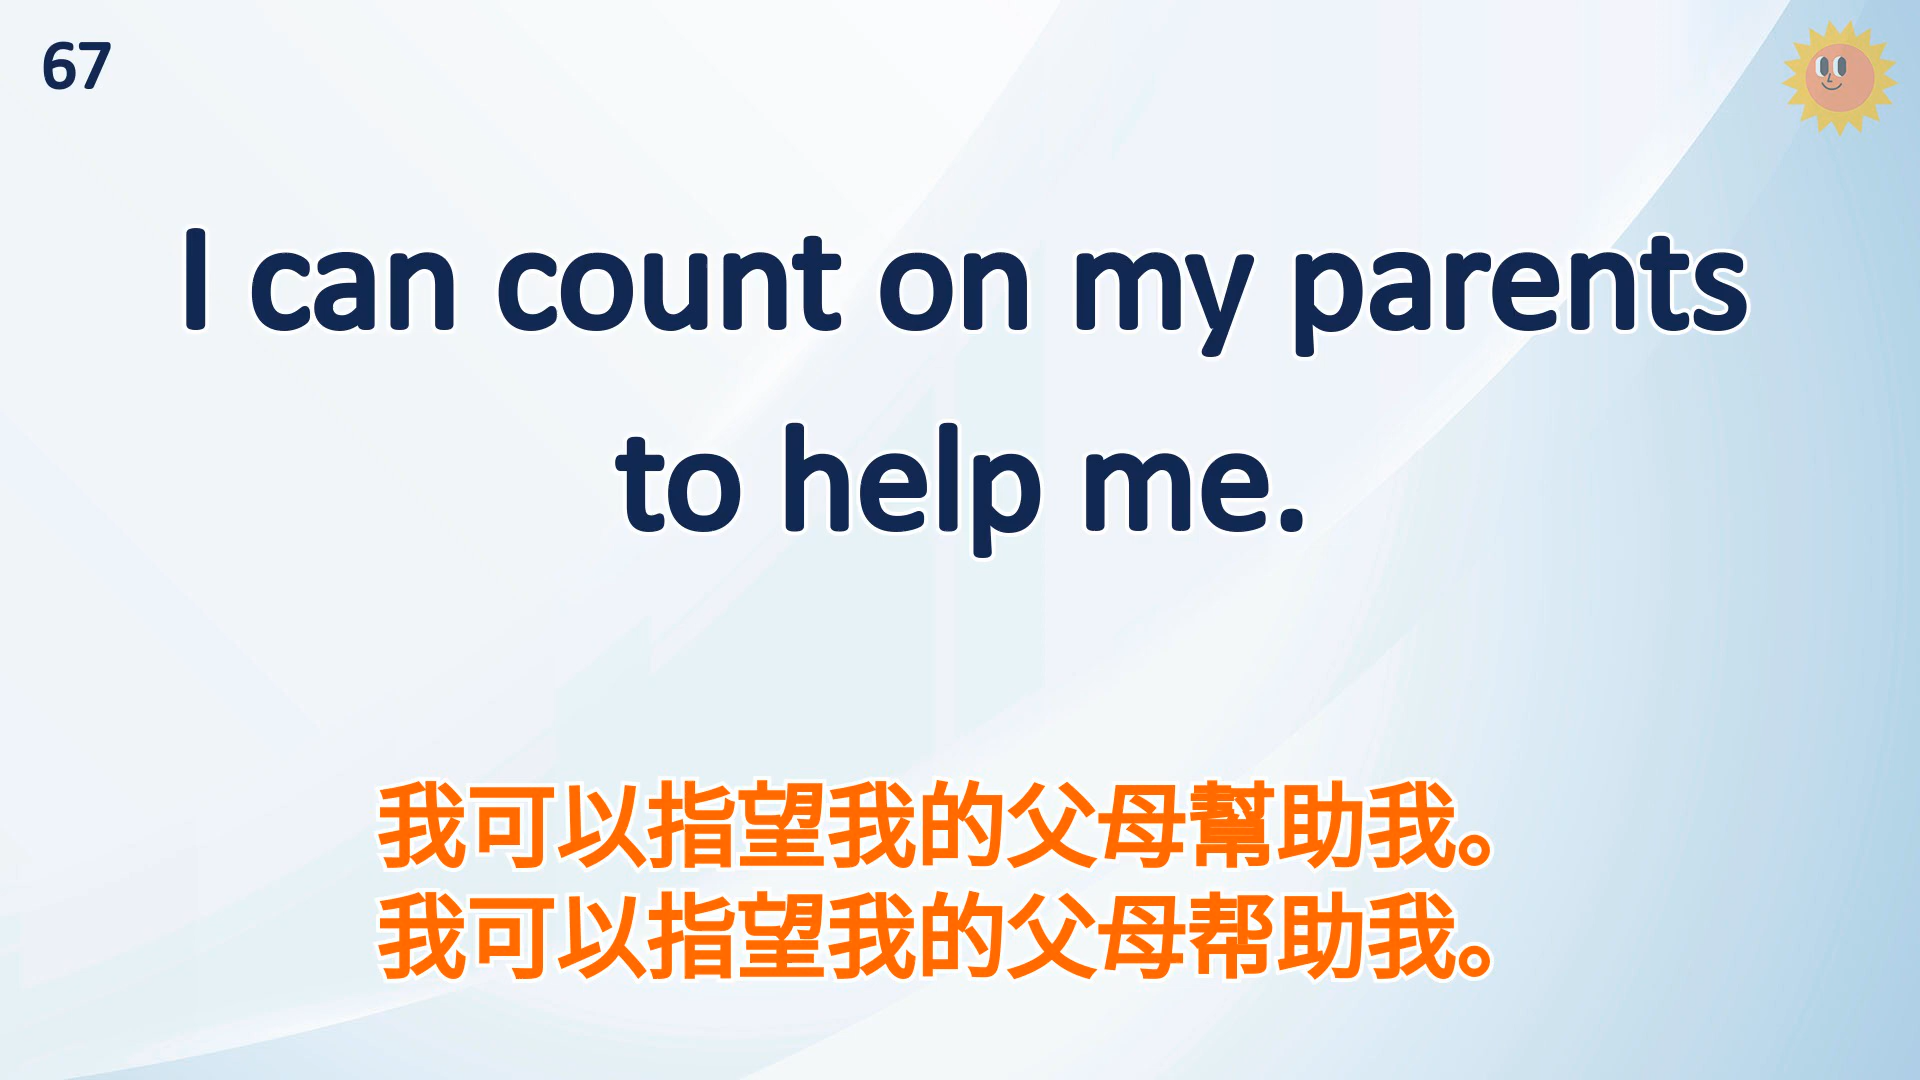 67
I can count on my parents
to help me.
我可以指望我的父母幫助我。
我可以指望我的父母帮助我。